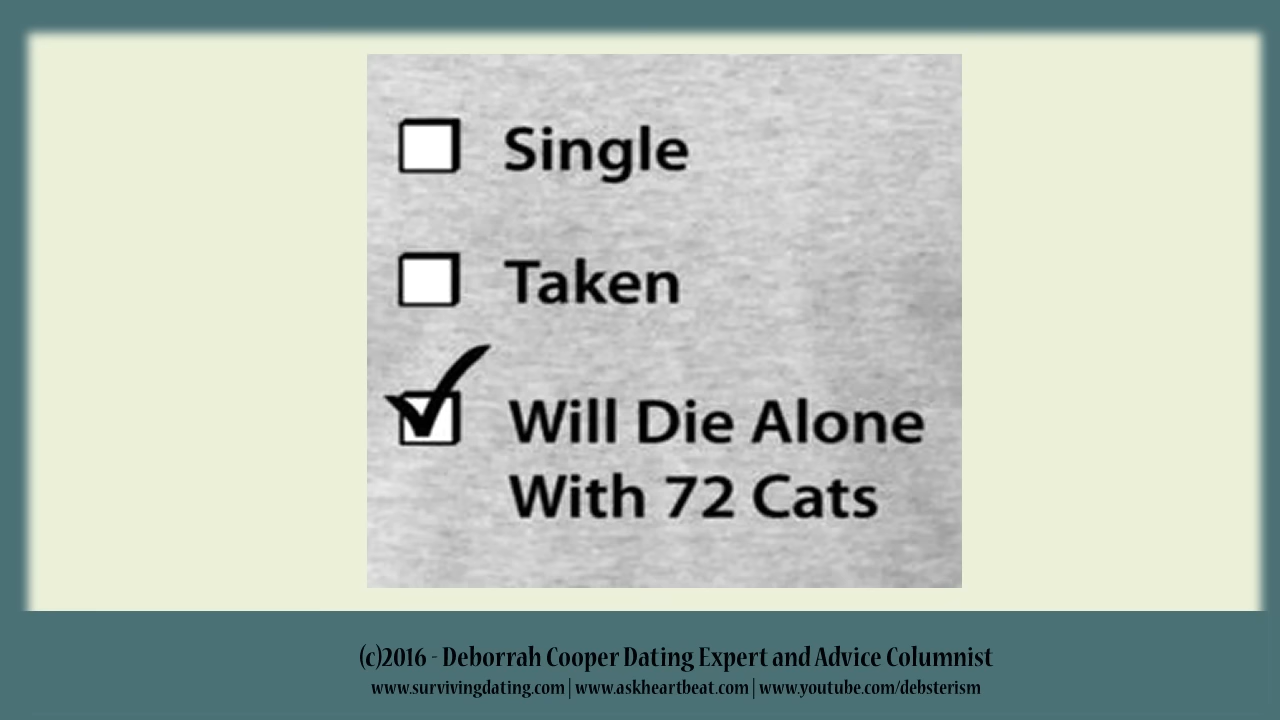 Single
Taken
Will Die Alone
With 72 Cats
(c)2016 - Deborrah Cooper Dating Expert and Advice Columnist
www.survivingdating.com | www.askheartbeat.com | www.youtube.com/debsterism